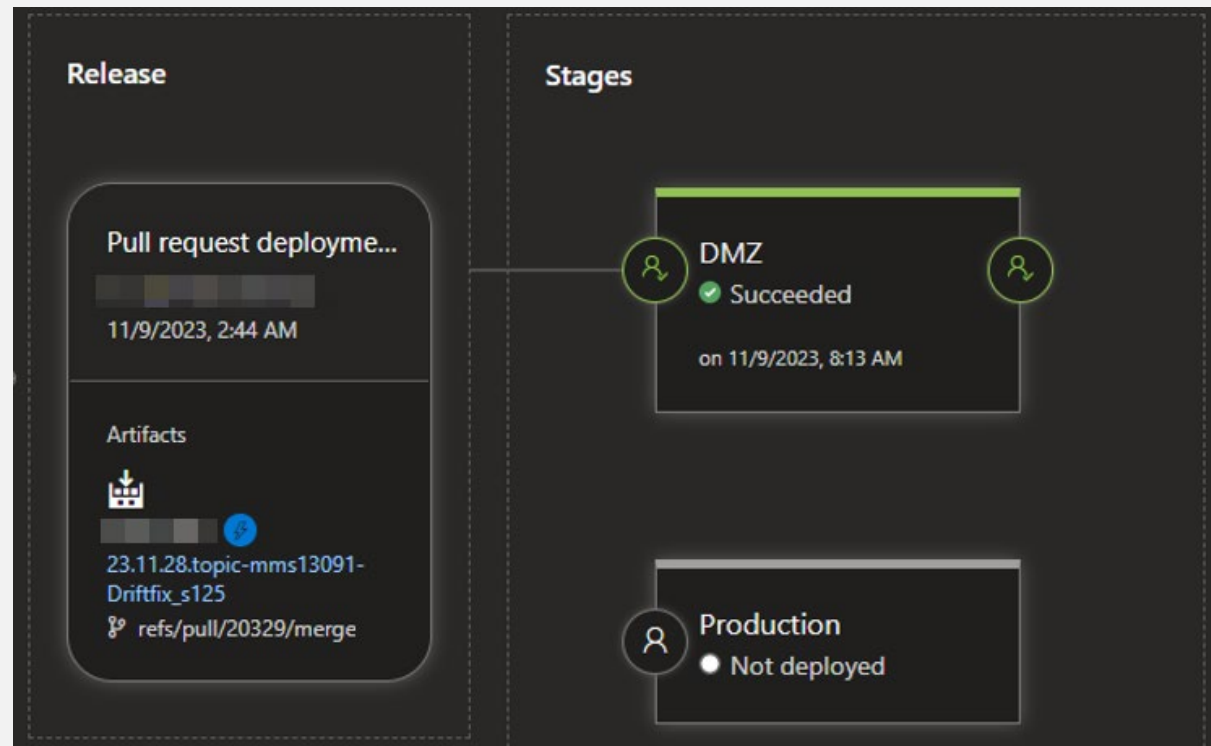 Release
Pull request deployme...
11/9/2023, 2:44 AM
Artifacts
23.11.28.topic-mms13091-
Driftfix_s125
refs/pull/20329/merge
Stages
DMZ
Succeeded
on 11/9/2023, 8:13 AM
Production
Not deployed